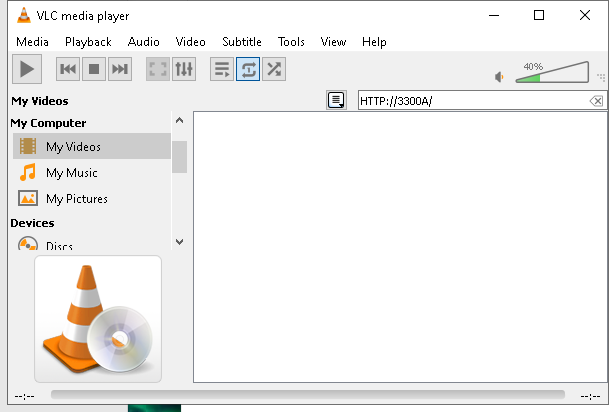 VLC media player
Media Playback Audio Video Subtitle Tools View Help
40%
My Videos
HTTP://3300A/
My Computer
My Videos
My Music
My Pictures
Devices
Discs
--:-- --:--